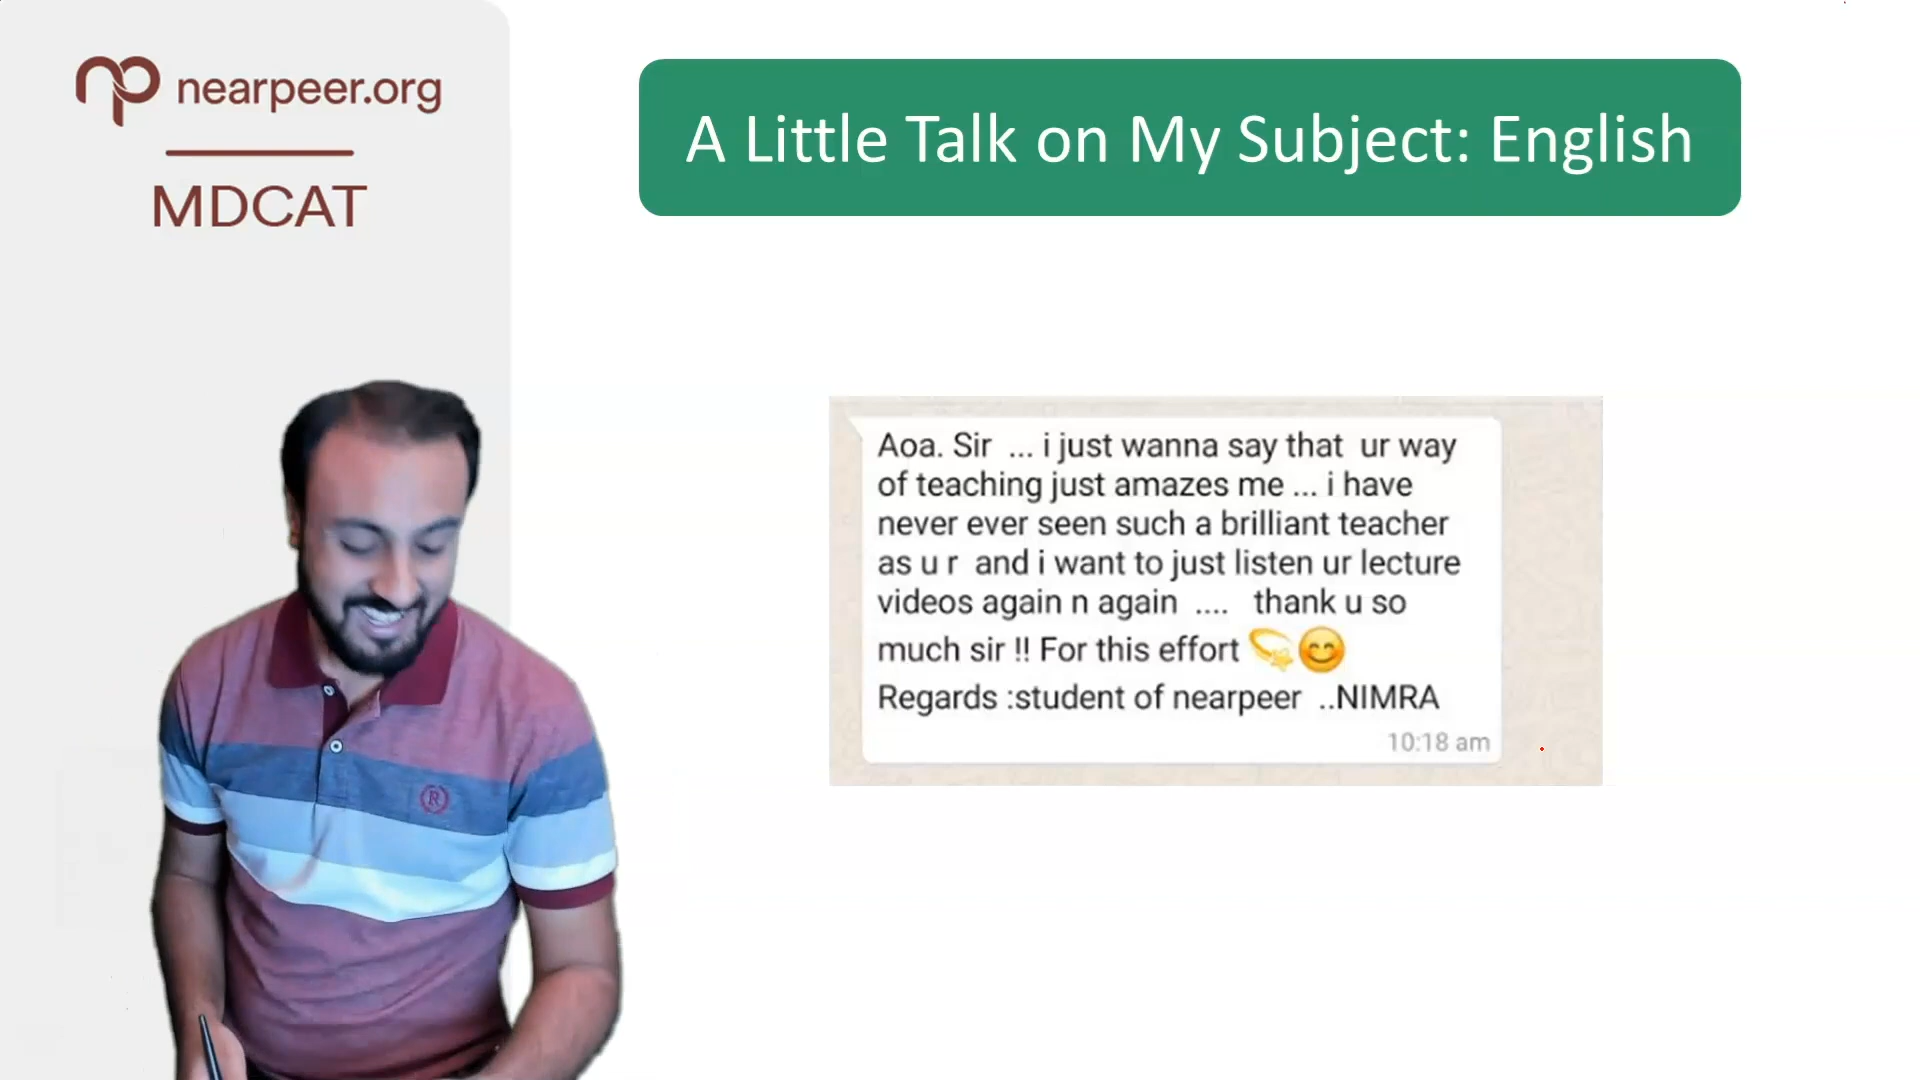 nearpeer.org
MDCAT
A Little Talk on My Subject: English
Aoa. Sir ... i just wanna say that ur way
of teaching just amazes me ... i have
never ever seen such a brilliant teacher
as u r and i want to just listen ur lecture
videos again n again .... thank u so
much sir !! For this effort 💫😊
Regards :student of nearpeer ..NIMRA
10:18 am
R